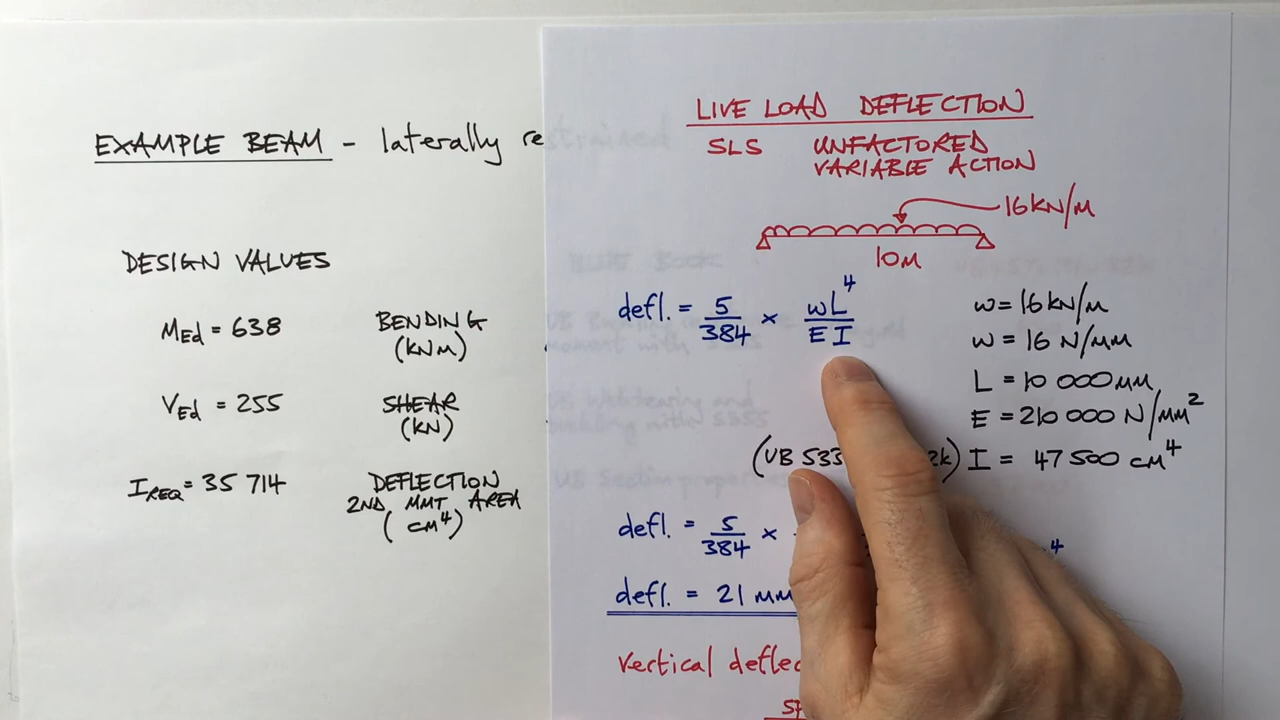 EXAMPLE BEAM - laterally re
DESIGN VALUES
MEd = 638 BENDING
(KNM)
VEd = 255 SHEAR
(KN)
IREQ = 35 714 DEFLECTION
2ND MMT AREA
(cm⁴)
LIVE LOAD DEFLECTION
SLS UNFACTORED
VARIABLE ACTION
16KN/M
10M
defl. = 5/384 × wL⁴/EI
w = 16 kN/M
w = 16 N/MM
L = 10 000MM
E = 210 000 N/MM²
(UB 533 2k) I = 47 500 cm⁴
defl. = 5/384 ×
defl. = 21 MM
vertical deflec